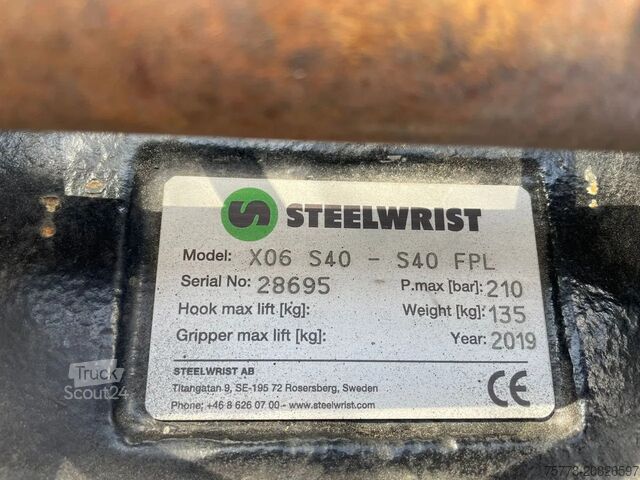 STEELWRIST
Model: X06 S40 - S40 FPL
Serial No: 28695 P.max [bar]: 210
Hook max lift [kg]: Weight [kg]: 135
Gripper max lift [kg]: Year: 2019
STEELWRIST AB
Titangatan 9, SE-195 72 Rosersberg, Sweden
Phone: +46 8 626 07 00 - www.steelwrist.com
CE
Truck
Scout24